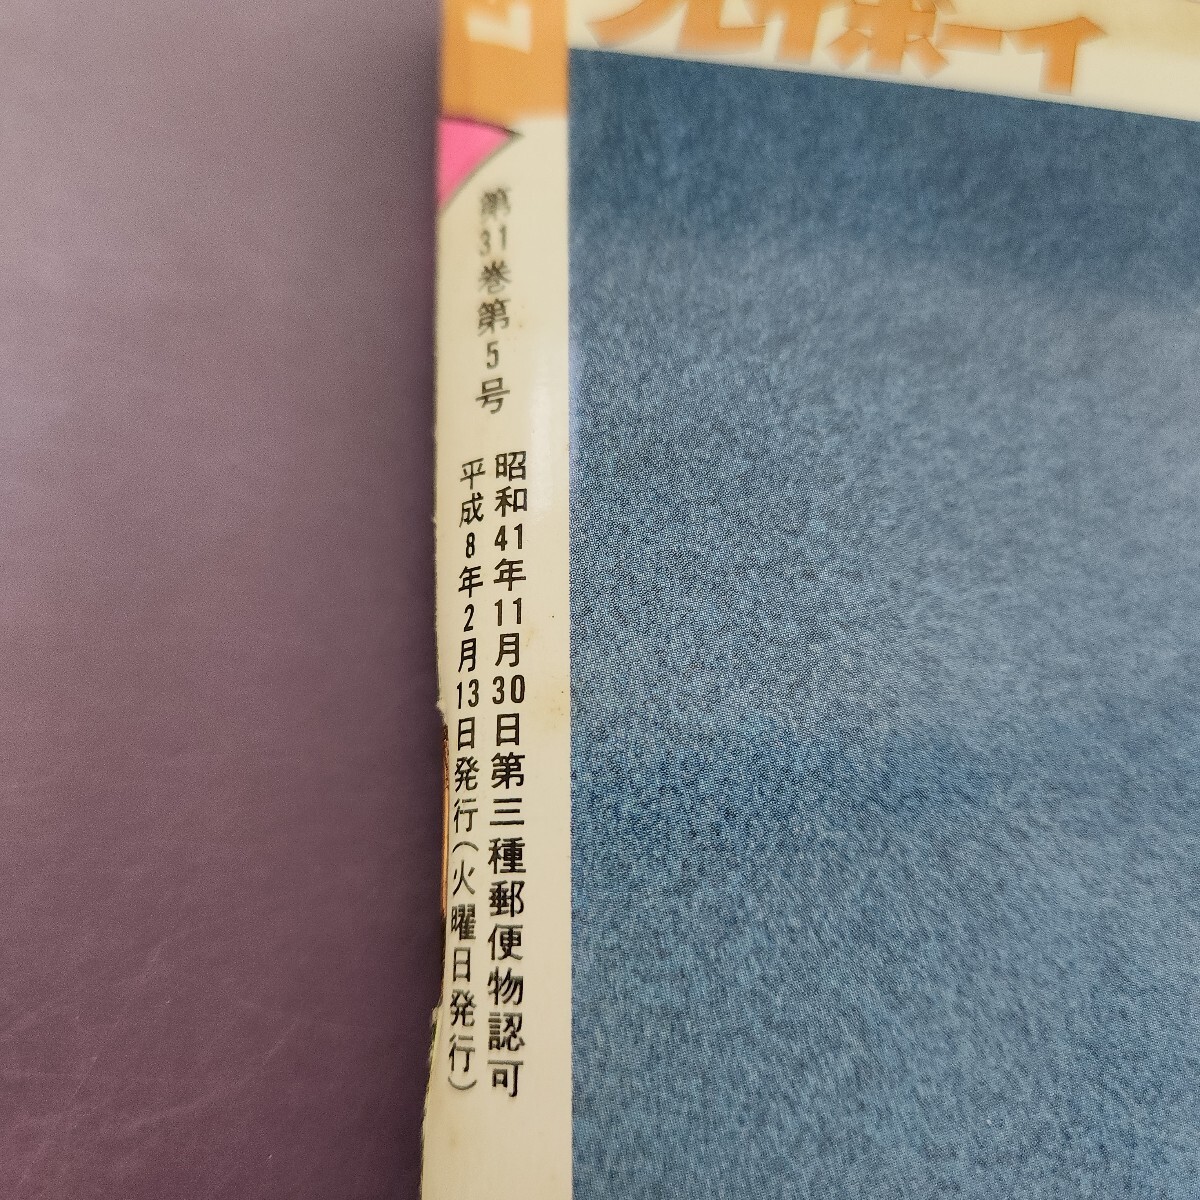 プレイボーイ
第31巻第5号
昭和41年11月30日第三種郵便物認可
平成8年2月13日発行(火曜日発行)